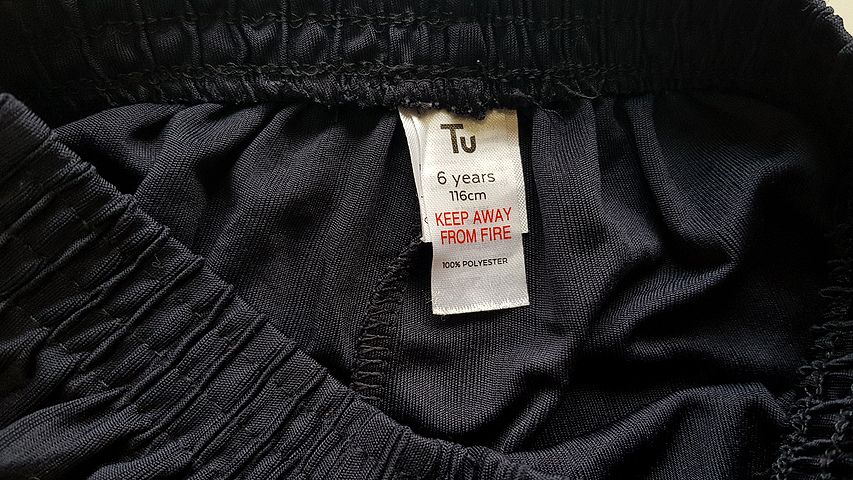 Tu
6 years
116cm
KEEP AWAY
FROM FIRE
100% POLYESTER